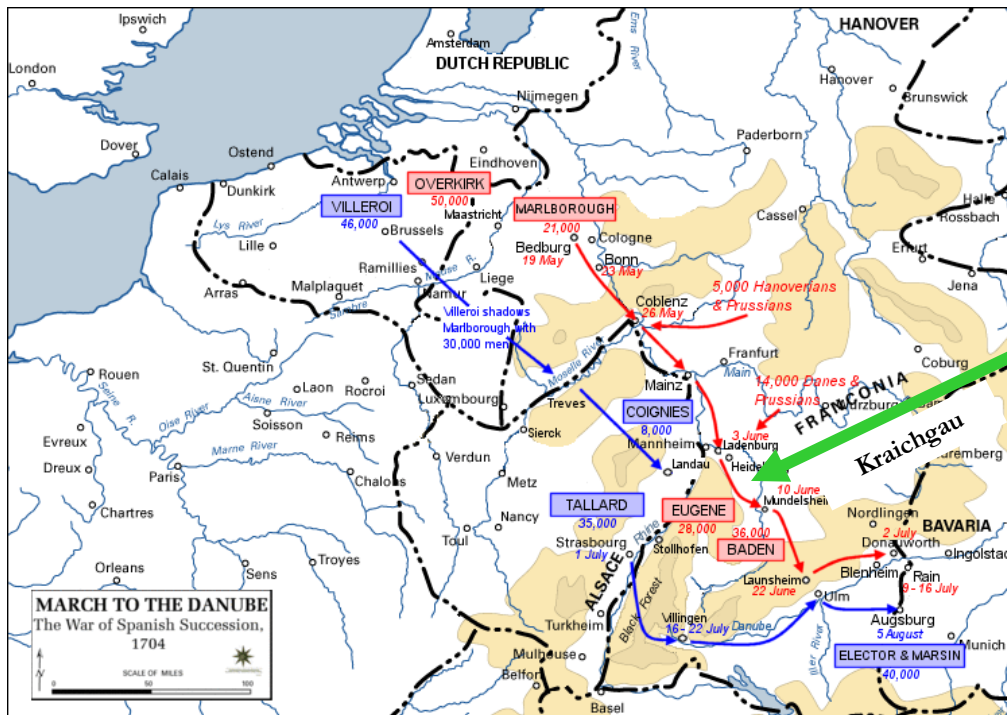 Ipswich
London
Dover
Calais
Dunkirk
Ostend
Antwerp
Amsterdam
DUTCH REPUBLIC
Nijmegen
Eindhoven
Ems River
HANOVER
Hanover
Brunswick
Paderborn
Cassel
Halle
Rossbach
Erfurt
Jena
Coburg
VILLEROI
46,000
OVERKIRK
50,000
MARLBOROUGH
21,000
Maastricht
Brussels
Lys River
Lille
Ramillies
Meuse R.
Liege
Namur
Arras
Malplaquet
Sambre
Bedburg
19 May
Cologne
Bonn
23 May
Coblenz
26 May
5,000 Hanoverians
& Prussians
Villeroi shadows
Marlborough with
30,000 men
Moselle River
Treves
Franfurt
Main
Mainz
14,000 Danes &
Prussians
FRANCONIA
Kraichgau
Rouen
Seine R.
Oise River
Aisne River
Marne River
St. Quentin
Laon
Rocroi
Soisson
Reims
Sedan
Luxembourg
Sierck
Evreux
Dreux
Paris
Chartres
Verdun
Metz
Chalons
Nancy
Toul
Orleans
Sens
Troyes
COIGNIES
8,000
Mannheim
Ladenburg
3 June
Landau
10 June
Mundelsheim
TALLARD
35,000
Strasbourg
1 July
Rhine
EUGENE
28,000
36,000
BADEN
Stollhofen
ALSACE
Black Forest
Turkheim
Mulhouse
Belfort
Basel
Villingen
16 - 22 July
Danube
Launsheim
22 June
Ulm
Iller River
Nordlingen
BAVARIA
2 July
Donauworth
Ingolstad
Blenheim
Rain
9 - 16 July
Augsburg
5 August
Munich
ELECTOR & MARSIN
40,000
MARCH TO THE DANUBE
The War of Spanish Succession,
1704
SCALE OF MILES
0 50 100